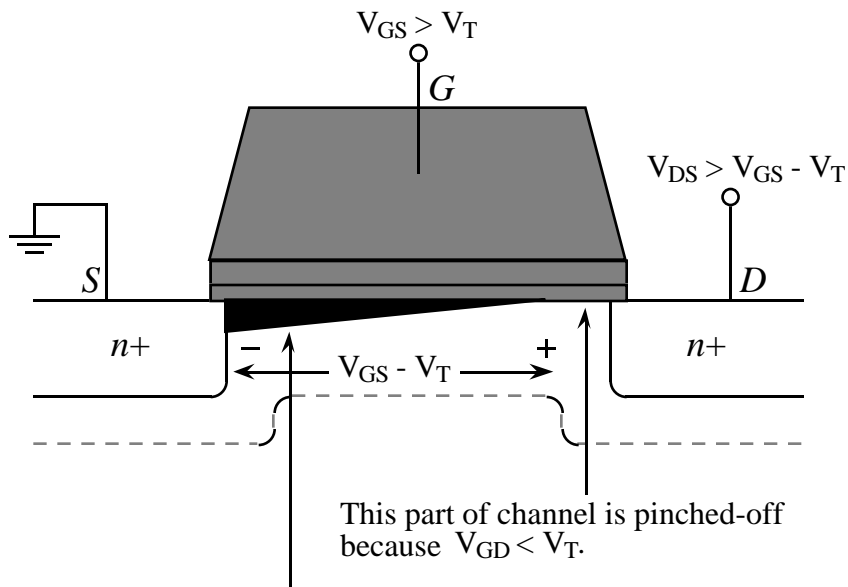 V_GS > V_T
G
V_DS > V_GS - V_T
S
D
n+
n+
− V_GS - V_T +
This part of channel is pinched-off
because V_GD < V_T.